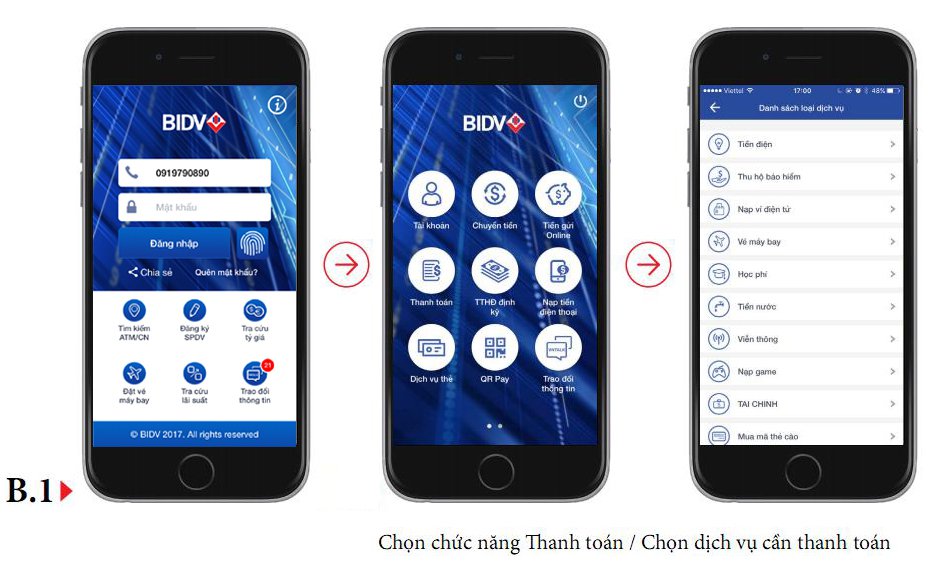 BIDV
0919790890
Mật khẩu
Đăng nhập
Chia sẻ
Quên mật khẩu?
Tìm kiếm
ATM/CN
Đăng ký
SPDV
Tra cứu
tỷ giá
Đặt vé
máy bay
Tra cứu
lãi suất
21
Trao đổi
thông tin
© BIDV 2017. All rights reserved
BIDV
Tài khoản
Chuyển tiền
Tiền gửi
Online
Thanh toán
TTHĐ định
kỳ
Nạp tiền
điện thoại
Dịch vụ thẻ
QR Pay
VNTALK
Trao đổi
thông tin
Viettel
17:00
48%
Danh sách loại dịch vụ
Tiền điện
Thu hộ bảo hiểm
Nạp ví điện tử
Vé máy bay
Học phí
Tiền nước
Viễn thông
Nạp game
TAI CHINH
Mua mã thẻ cào
B.1
Chọn chức năng Thanh toán / Chọn dịch vụ cần thanh toán